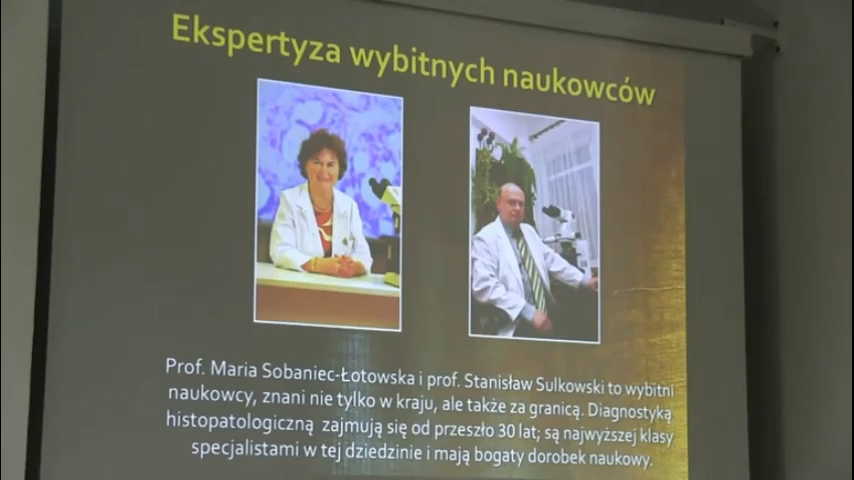 Ekspertyza wybitnych naukowców
Prof. Maria Sobaniec-Łotowska i prof. Stanisław Sulkowski to wybitni
naukowcy, znani nie tylko w kraju, ale także za granicą. Diagnostyką
histopatologiczną zajmują się od przeszło 30 lat; są najwyższej klasy
specjalistami w tej dziedzinie i mają bogaty dorobek naukowy.